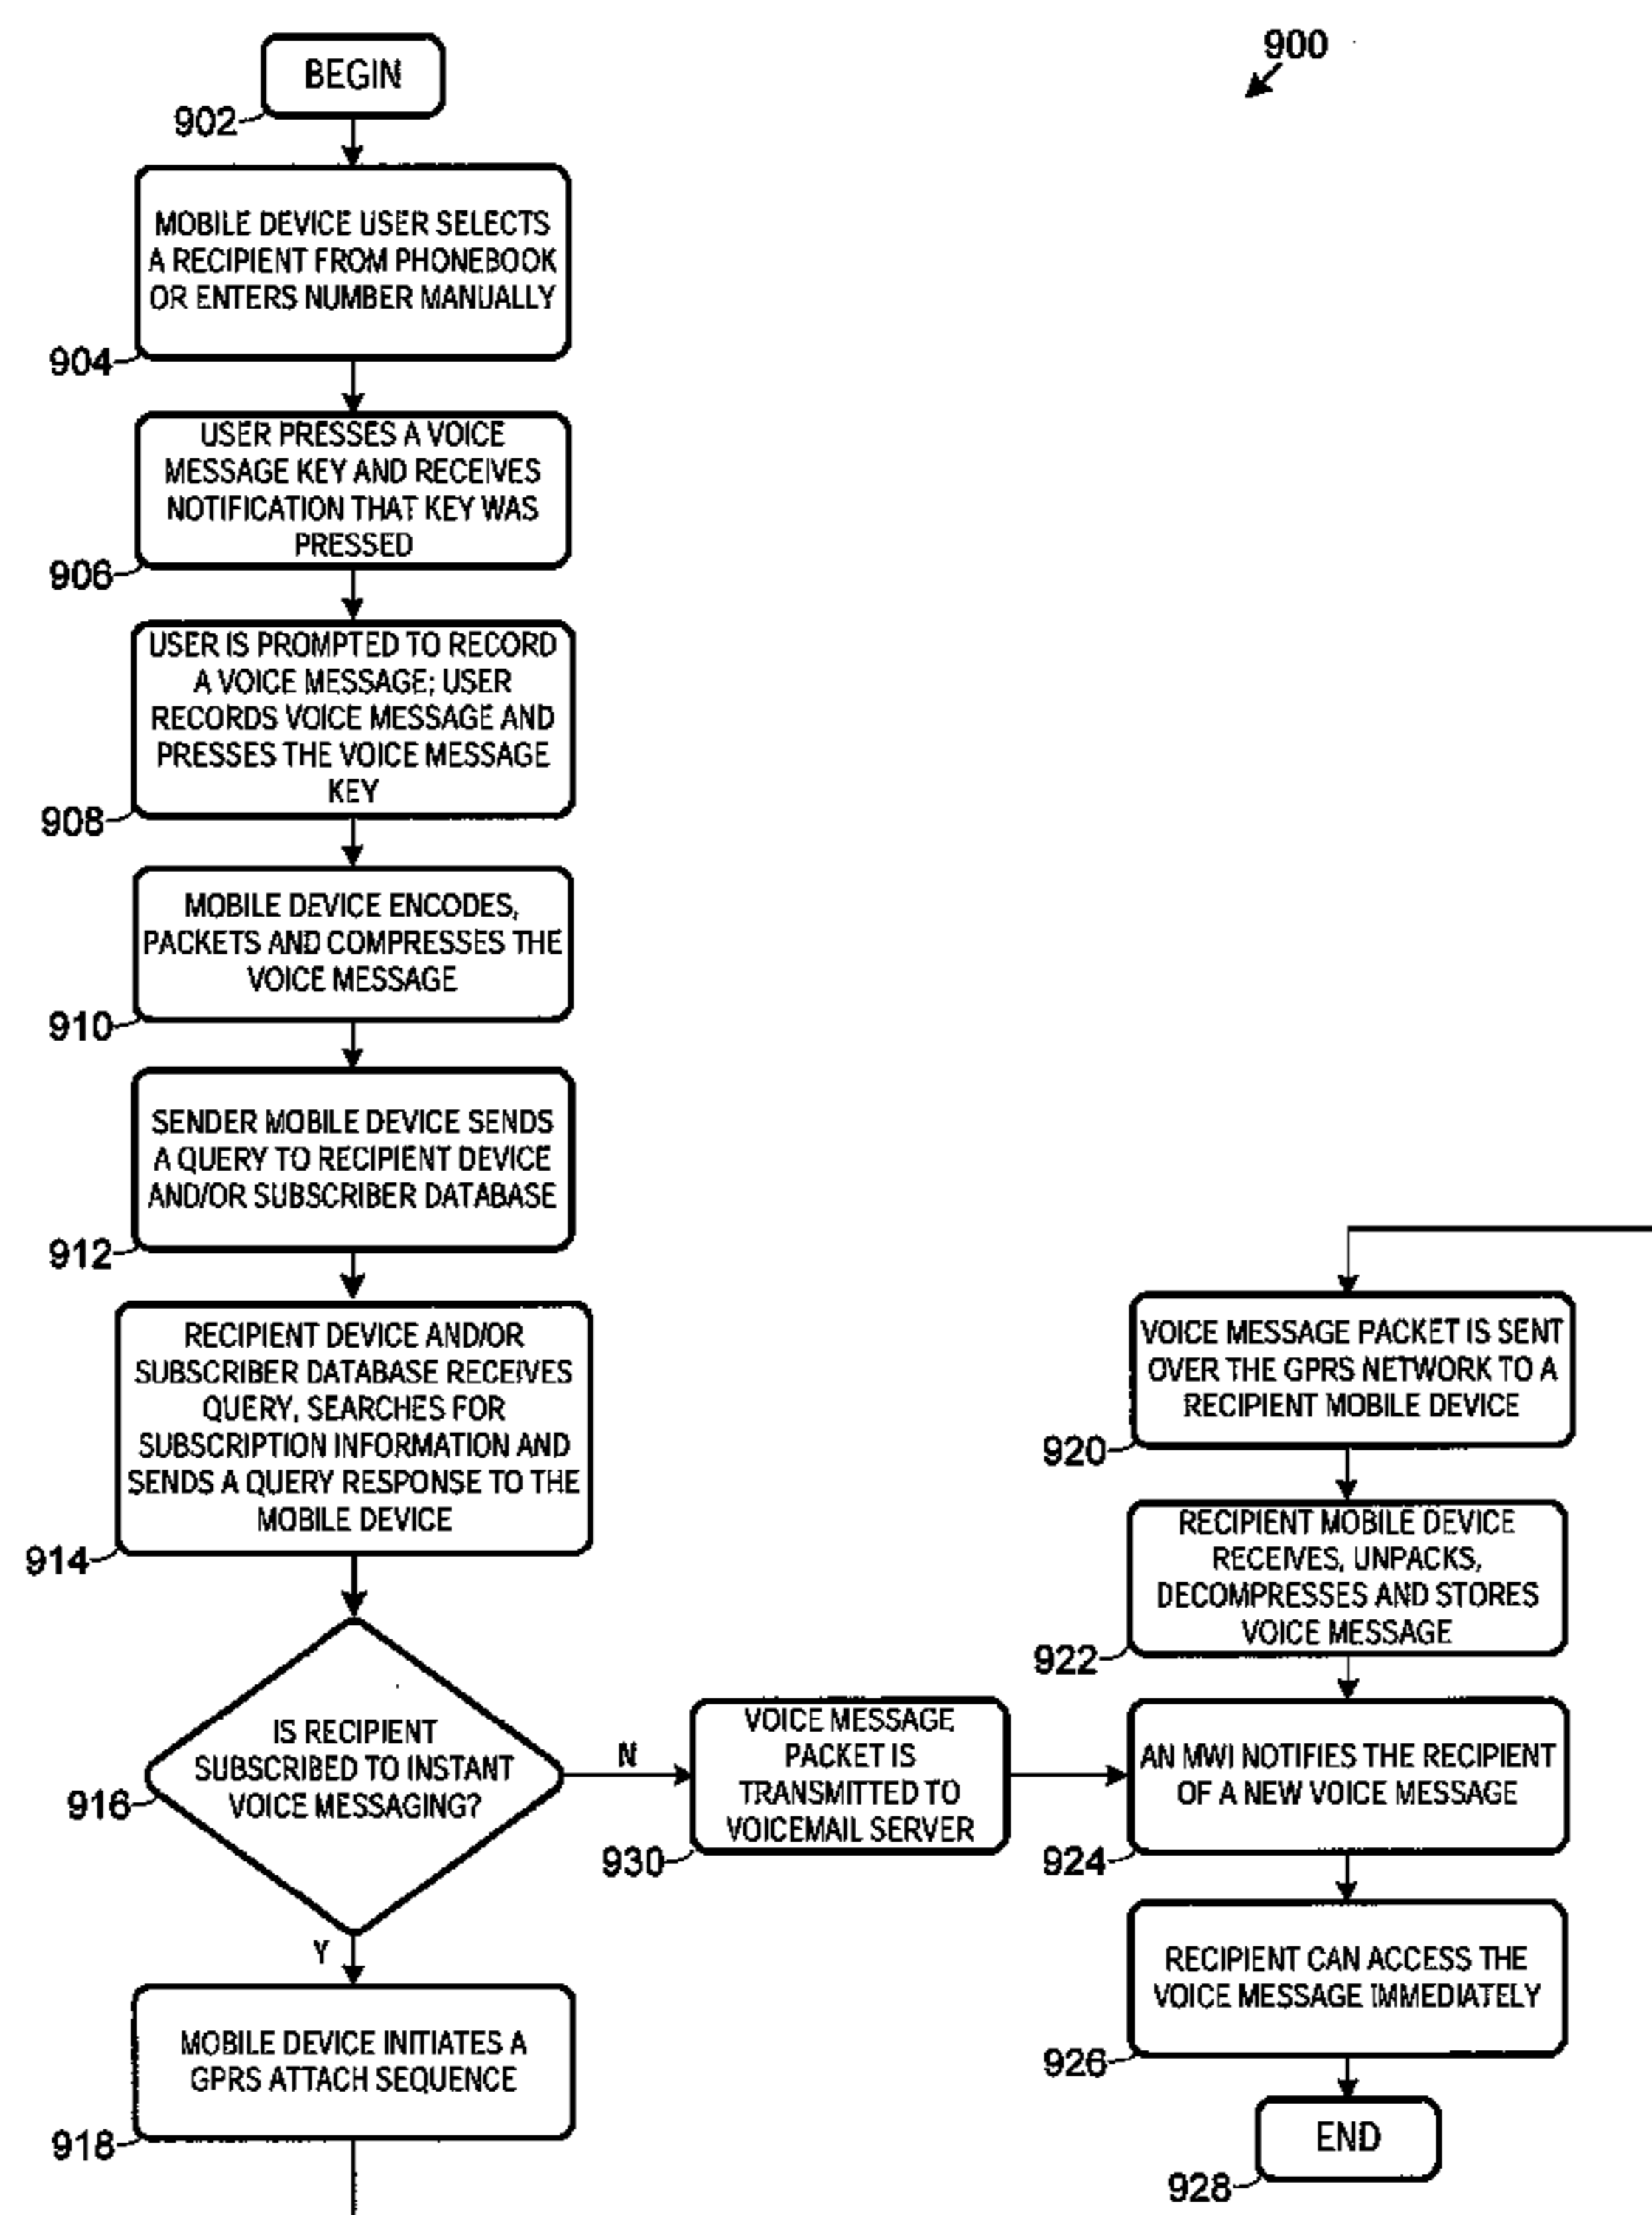 900
BEGIN
902
MOBILE DEVICE USER SELECTS
A RECIPIENT FROM PHONEBOOK
OR ENTERS NUMBER MANUALLY
904
USER PRESSES A VOICE
MESSAGE KEY AND RECEIVES
NOTIFICATION THAT KEY WAS
PRESSED
906
USER IS PROMPTED TO RECORD
A VOICE MESSAGE; USER
RECORDS VOICE MESSAGE AND
PRESSES THE VOICE MESSAGE
KEY
908
MOBILE DEVICE ENCODES,
PACKETS AND COMPRESSES THE
VOICE MESSAGE
910
SENDER MOBILE DEVICE SENDS
A QUERY TO RECIPIENT DEVICE
AND/OR SUBSCRIBER DATABASE
912
RECIPIENT DEVICE AND/OR
SUBSCRIBER DATABASE RECEIVES
QUERY, SEARCHES FOR
SUBSCRIPTION INFORMATION AND
SENDS A QUERY RESPONSE TO THE
MOBILE DEVICE
914
IS RECIPIENT
SUBSCRIBED TO INSTANT
VOICE MESSAGING?
916
N
Y
MOBILE DEVICE INITIATES A
GPRS ATTACH SEQUENCE
918
VOICE MESSAGE
PACKET IS
TRANSMITTED TO
VOICEMAIL SERVER
930
VOICE MESSAGE PACKET IS SENT
OVER THE GPRS NETWORK TO A
RECIPIENT MOBILE DEVICE
920
RECIPIENT MOBILE DEVICE
RECEIVES, UNPACKS,
DECOMPRESSES AND STORES
VOICE MESSAGE
922
AN MWI NOTIFIES THE RECIPIENT
OF A NEW VOICE MESSAGE
924
RECIPIENT CAN ACCESS THE
VOICE MESSAGE IMMEDIATELY
926
END
928